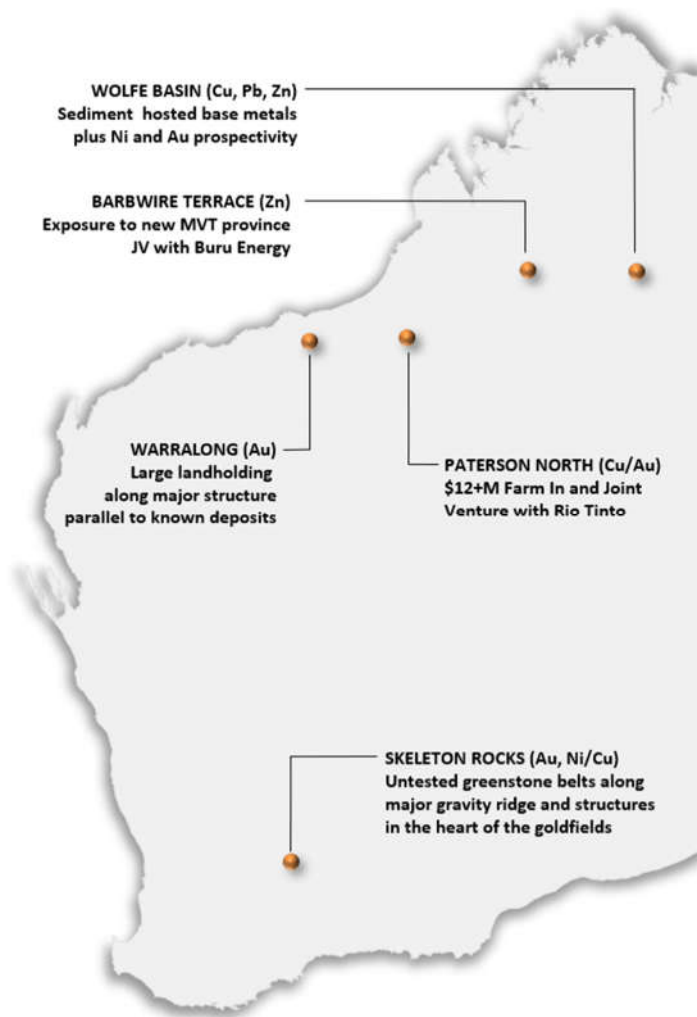 WOLFE BASIN (Cu, Pb, Zn)
Sediment hosted base metals
plus Ni and Au prospectivity
BARBWIRE TERRACE (Zn)
Exposure to new MVT province
JV with Buru Energy
WARRALONG (Au)
Large landholding
along major structure
parallel to known deposits
PATERSON NORTH (Cu/Au)
$12+M Farm In and Joint
Venture with Rio Tinto
SKELETON ROCKS (Au, Ni/Cu)
Untested greenstone belts along
major gravity ridge and structures
in the heart of the goldfields